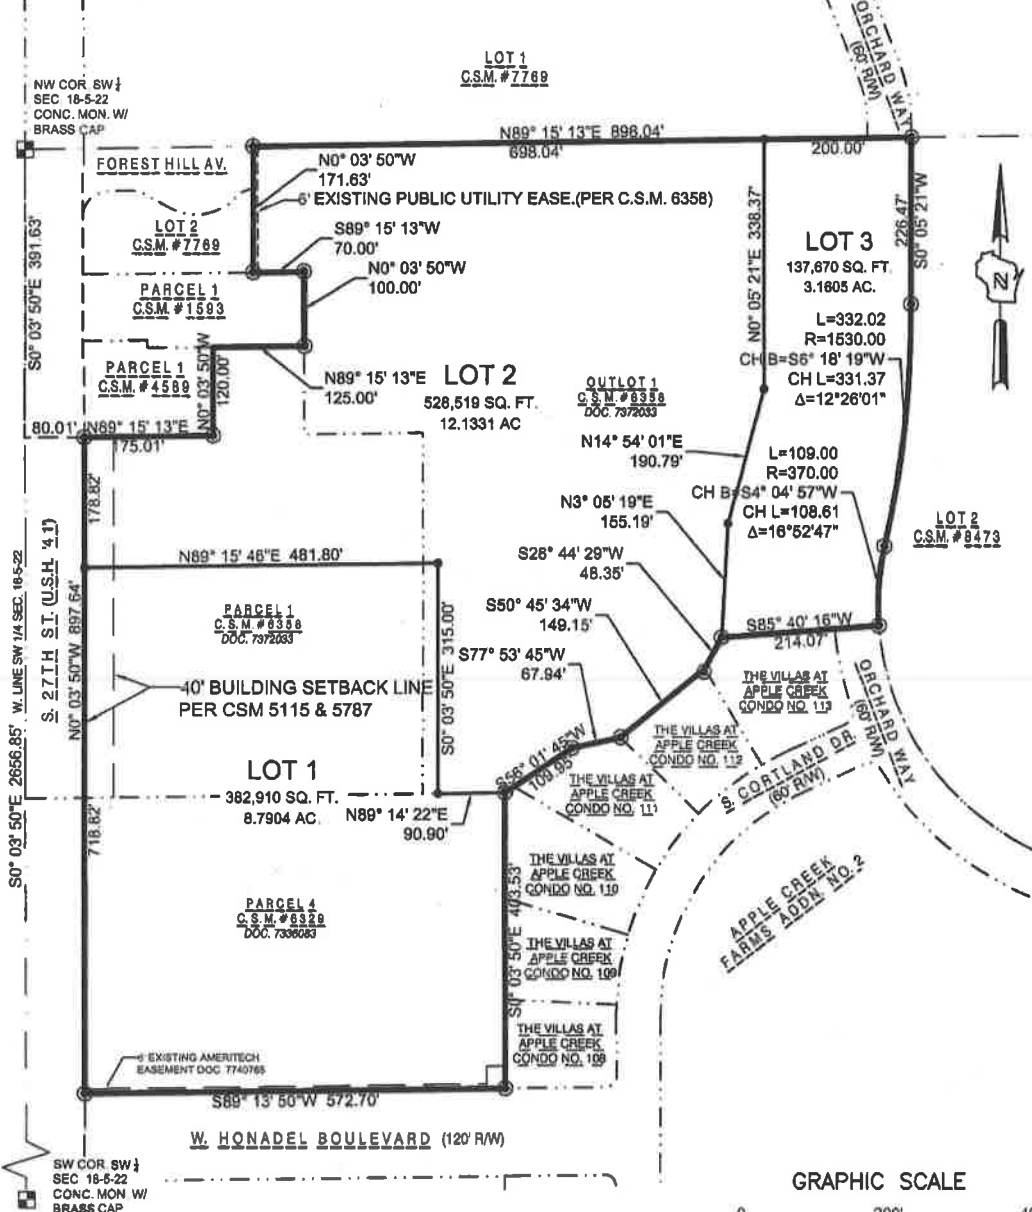 ORCHARD WAY
(60' R/W)
LOT 1
C.S.M. #7769
NW COR SW ¼
SEC 18-5-22
CONC. MON. W/
BRASS CAP
N89° 15' 13"E 898.04'
698.04'
200.00'
FOREST HILL AV.
N0° 03' 50"W
171.63'
6' EXISTING PUBLIC UTILITY EASE.(PER C.S.M. 6358)
LOT 2
C.S.M. #7769
S89° 15' 13"W
70.00'
N0° 03' 50"W
100.00'
S0° 03' 50"E 391.63'
PARCEL 1
C.S.M. #1593
N0° 05' 21"E 338.37'
226.47'
S0° 05' 21"W
LOT 3
137,670 SQ. FT.
3.1605 AC.
L=332.02
R=1530.00
CH B=S6° 18' 19"W
CH L=331.37
Δ=12°26'01"
N
PARCEL 1
C.S.M. #4589
N0° 03' 50"W
120.00'
N89° 15' 13"E
125.00'
LOT 2
528,519 SQ. FT.
12.1331 AC
OUTLOT 1
C.S.M. #6358
DOC. 7372033
80.01'
N89° 15' 13"E
175.01'
N14° 54' 01"E
190.79'
L=109.00
R=370.00
CH B=S4° 04' 57"W
CH L=108.61
Δ=16°52'47"
178.82'
N3° 05' 19"E
155.19'
LOT 2
C.S.M. #8473
N89° 15' 46"E 481.80'
S28° 44' 29"W
48.35'
S. 27TH ST. (U.S.H. '41')
W. LINE SW 1/4 SEC. 18-5-22
N0° 03' 50"W 897.64'
PARCEL 1
C.S.M. #6358
DOC. 7372033
S0° 03' 50"E 315.00'
S50° 45' 34"W
149.15'
S85° 40' 16"W
214.07'
S77° 53' 45"W
67.94'
40' BUILDING SETBACK LINE
PER CSM 5115 & 5787
THE VILLAS AT
APPLE CREEK
CONDO NO. 113
ORCHARD WAY
(60' R/W)
THE VILLAS AT
APPLE CREEK
CONDO NO. 112
S56° 01' 45"W
109.95'
S. CORTLAND DR.
(60' R/W)
LOT 1
382,910 SQ. FT.
8.7904 AC.
THE VILLAS AT
APPLE CREEK
CONDO NO. 111
N89° 14' 22"E
90.90'
S0° 03' 50"E 2656.85'
718.82'
THE VILLAS AT
APPLE CREEK
CONDO NO. 110
APPLE CREEK
FARMS ADDN. NO. 2
PARCEL 4
C.S.M. #6329
DOC. 7336083
S0° 03' 50"E 403.53'
THE VILLAS AT
APPLE CREEK
CONDO NO. 109
THE VILLAS AT
APPLE CREEK
CONDO NO. 108
6' EXISTING AMERITECH
EASEMENT DOC 7740765
S89° 13' 50"W 572.70'
W. HONADEL BOULEVARD (120' R/W)
SW COR. SW ¼
SEC 18-5-22
CONC. MON W/
BRASS CAP
GRAPHIC SCALE
0 200'